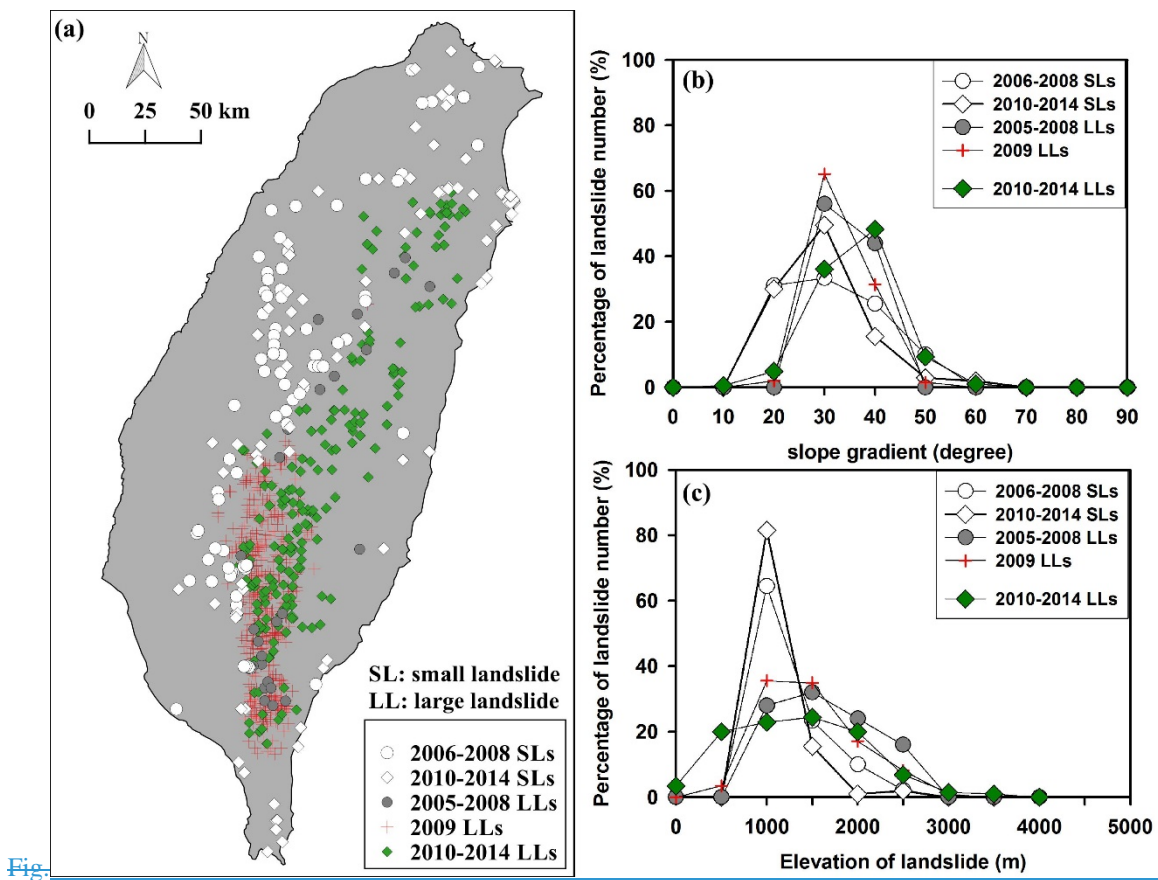 (a)
N
0 25 50 km
SL: small landslide
LL: large landslide
2006-2008 SLs
2010-2014 SLs
2005-2008 LLs
2009 LLs
2010-2014 LLs
(b)
Percentage of landslide number (%)
100
80
60
40
20
0
0 10 20 30 40 50 60 70 80 90
slope gradient (degree)
2006-2008 SLs
2010-2014 SLs
2005-2008 LLs
2009 LLs
2010-2014 LLs
(c)
Percentage of landslide number (%)
100
80
60
40
20
0
0 1000 2000 3000 4000 5000
Elevation of landslide (m)
2006-2008 SLs
2010-2014 SLs
2005-2008 LLs
2009 LLs
2010-2014 LLs
Fig.